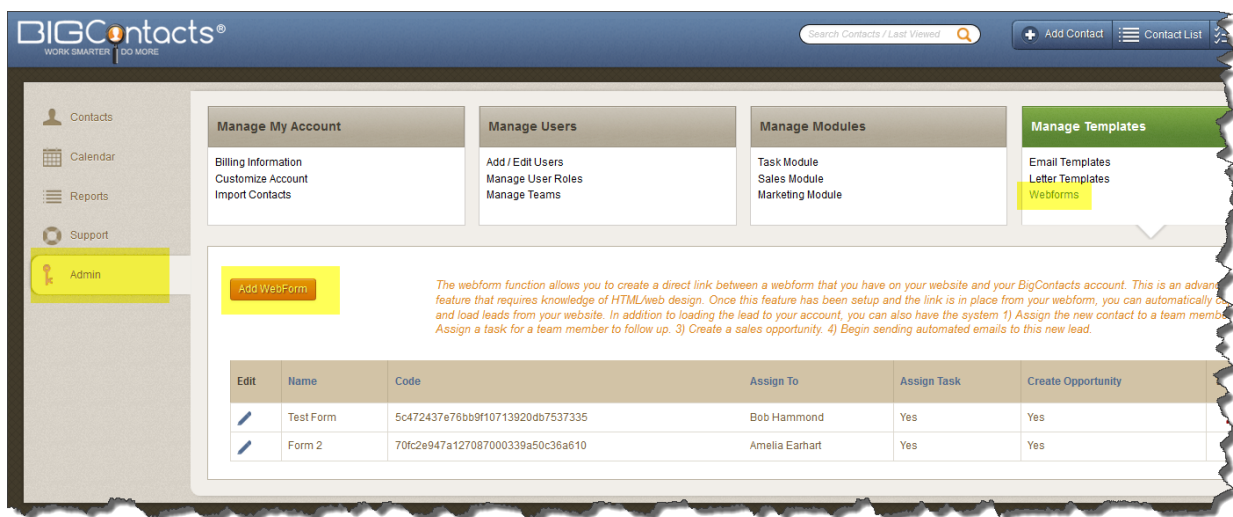 BIGContacts®
WORK SMARTER DO MORE
Search Contacts / Last Viewed
Add Contact
Contact List
Contacts
Calendar
Reports
Support
Admin
Manage My Account
Billing Information
Customize Account
Import Contacts
Manage Users
Add / Edit Users
Manage User Roles
Manage Teams
Manage Modules
Task Module
Sales Module
Marketing Module
Manage Templates
Email Templates
Letter Templates
Webforms
Add WebForm
The webform function allows you to create a direct link between a webform that you have on your website and your BigContacts account. This is an advan
feature that requires knowledge of HTML/web design. Once this feature has been setup and the link is in place from your webform, you can automatically
and load leads from your website. In addition to loading the lead to your account, you can also have the system 1) Assign the new contact to a team membe
Assign a task for a team member to follow up. 3) Create a sales opportunity. 4) Begin sending automated emails to this new lead.
Edit Name Code Assign To Assign Task Create Opportunity
Test Form 5c472437e76bb9f10713920db7537335 Bob Hammond Yes Yes
Form 2 70fc2e947a127087000339a50c36a610 Amelia Earhart Yes Yes